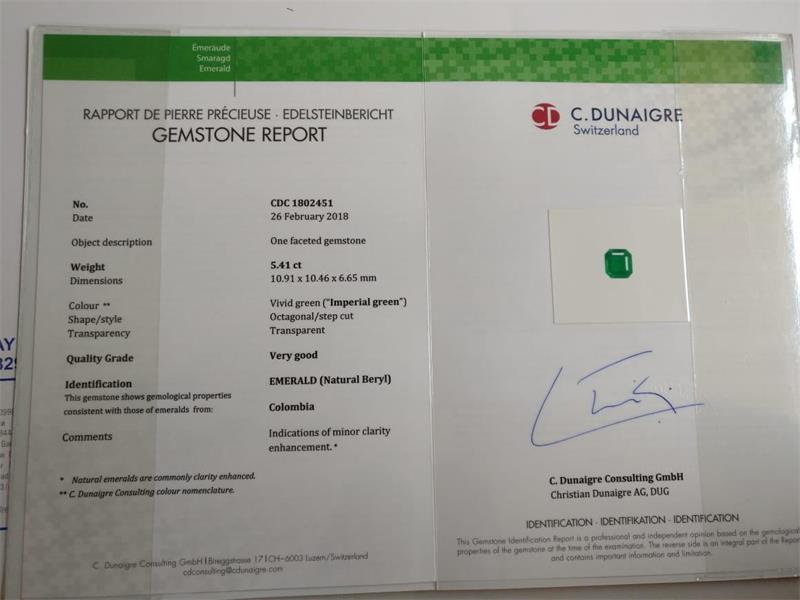 Émeraude
Smaragd
Emerald
RAPPORT DE PIERRE PRÉCIEUSE · EDELSTEINBERICHT
GEMSTONE REPORT
No. CDC 1802451
Date 26 February 2018
Object description One faceted gemstone
Weight 5.41 ct
Dimensions 10.91 x 10.46 x 6.65 mm
Colour ** Vivid green ("Imperial green")
Shape/style Octagonal/step cut
Transparency Transparent
Quality Grade Very good
Identification EMERALD (Natural Beryl)
This gemstone shows gemological properties
consistent with those of emeralds from: Colombia
Comments Indications of minor clarity
enhancement. *
* Natural emeralds are commonly clarity enhanced.
** C. Dunaigre Consulting colour nomenclature.
C. Dunaigre Consulting GmbH | Bireggstrasse 17 | CH–6003 Luzern/Switzerland
cdconsulting@cdunaigre.com
CD C. DUNAIGRE
Switzerland
C. Dunaigre Consulting GmbH
Christian Dunaigre AG, DUG
IDENTIFICATION · IDENTIFIKATION · IDENTIFICATION
This Gemstone Identification Report is a professional and independent opinion based on the gemological
properties of the gemstone at the time of the examination. The reverse side is an integral part of the Report
and contains important information and limitation.